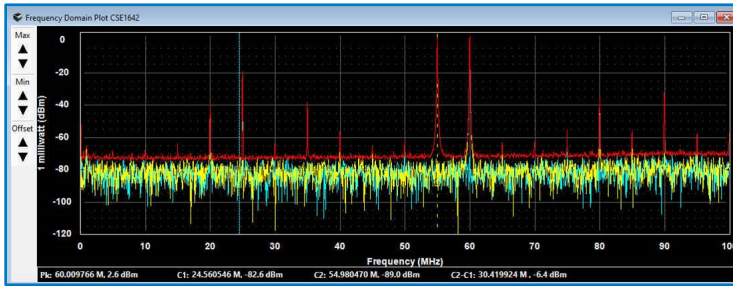 Frequency Domain Plot CSE1642
Max
Min
Offset
1 milliwatt (dBm)
0
-20
-40
-60
-80
-100
-120
0 10 20 30 40 50 60 70 80 90 100
Frequency (MHz)
Pk: 60.009766 M, 2.6 dBm C1: 24.560546 M, -82.6 dBm C2: 54.980470 M, -89.0 dBm C2-C1: 30.419924 M , -6.4 dBm